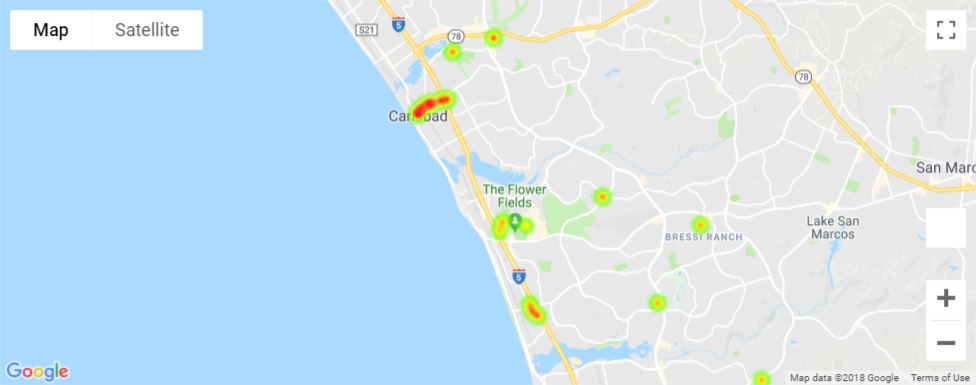 Map
Satellite
S21
5
78
78
Carlsbad
San Marc
The Flower
Fields
Lake San
Marcos
BRESSI RANCH
5
Google
Map data ©2018 Google
Terms of Use